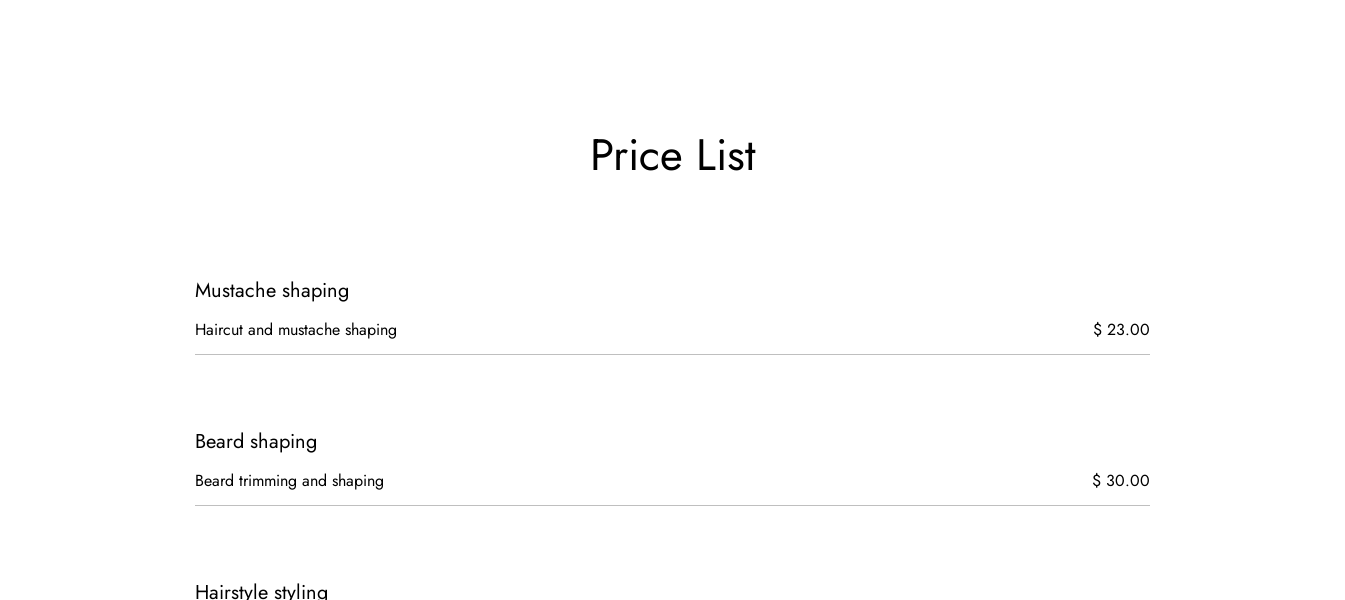 Price List
Mustache shaping
Haircut and mustache shaping $ 23.00
Beard shaping
Beard trimming and shaping $ 30.00
Hairstyle styling